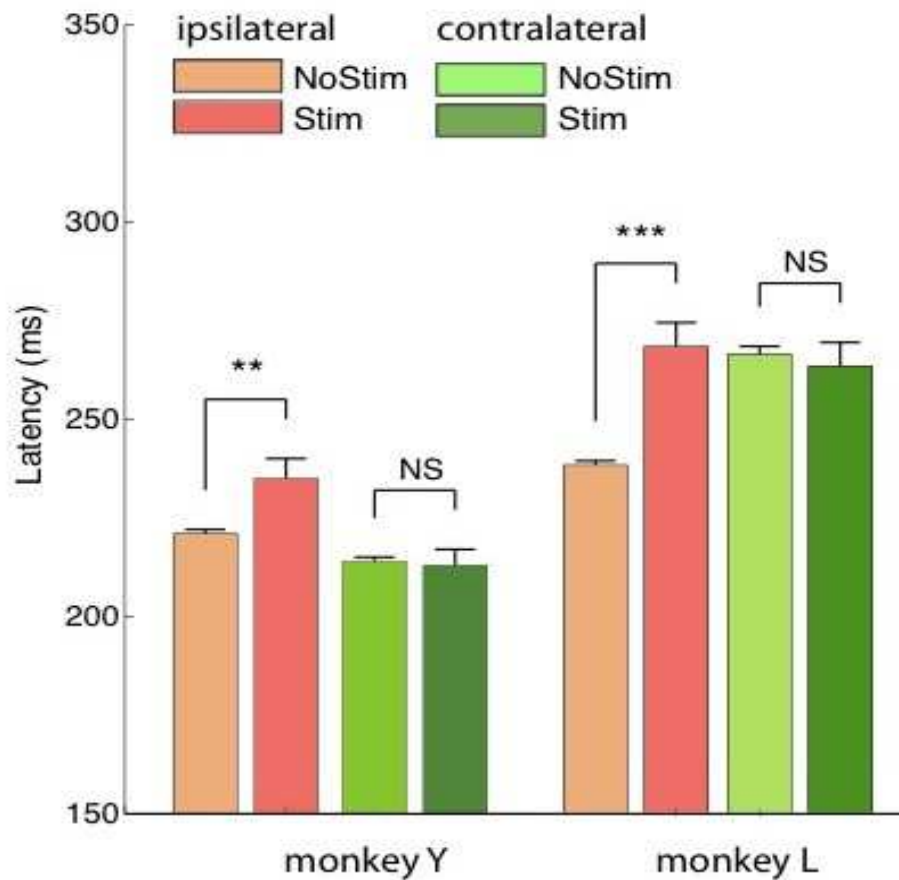 350
ipsilateral contralateral
NoStim NoStim
Stim Stim
300
***
NS
250
**
NS
200
150
Latency (ms)
monkey Y monkey L